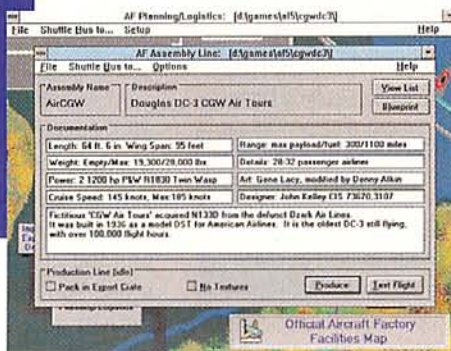 AF Planning/Logistics: [d:\games\af5\cgwdc3\]
File Shuttle Bus to... Setup Help
AF Assembly Line: [d:\games\af5\cgwdc3\]
File Shuttle Bus to... Options Help
Assembly Name Description
AirCGW Douglas DC-3 CGW Air Tours
View List
Blueprint
Documentation
Length: 64 ft. 6 in Wing Span: 95 feet
Range: max payload/fuel: 300/1100 miles
Weight: Empty/Max: 19,300/28,000 lbs
Details: 28-32 passenger airliner
Power: 2 1200 hp P&W R1830 Twin Wasp
Art: Gene Lacy, modified by Denny Atkin
Cruise Speed: 145 knots, Max 185 knots
Designer: John Kelley CIS 73670,3107
Fictitious 'CGW Air Tours' acquired N133D from the defunct Ozark Air Lines.
It was built in 1936 as a model DST for American Airlines. It is the oldest DC-3 still flying,
with over 100,000 flight hours.
Production Line (idle)
Pack in Export Crate No Textures Produce Test Flight
Planning/Logistics
Official Aircraft Factory
Facilities Map